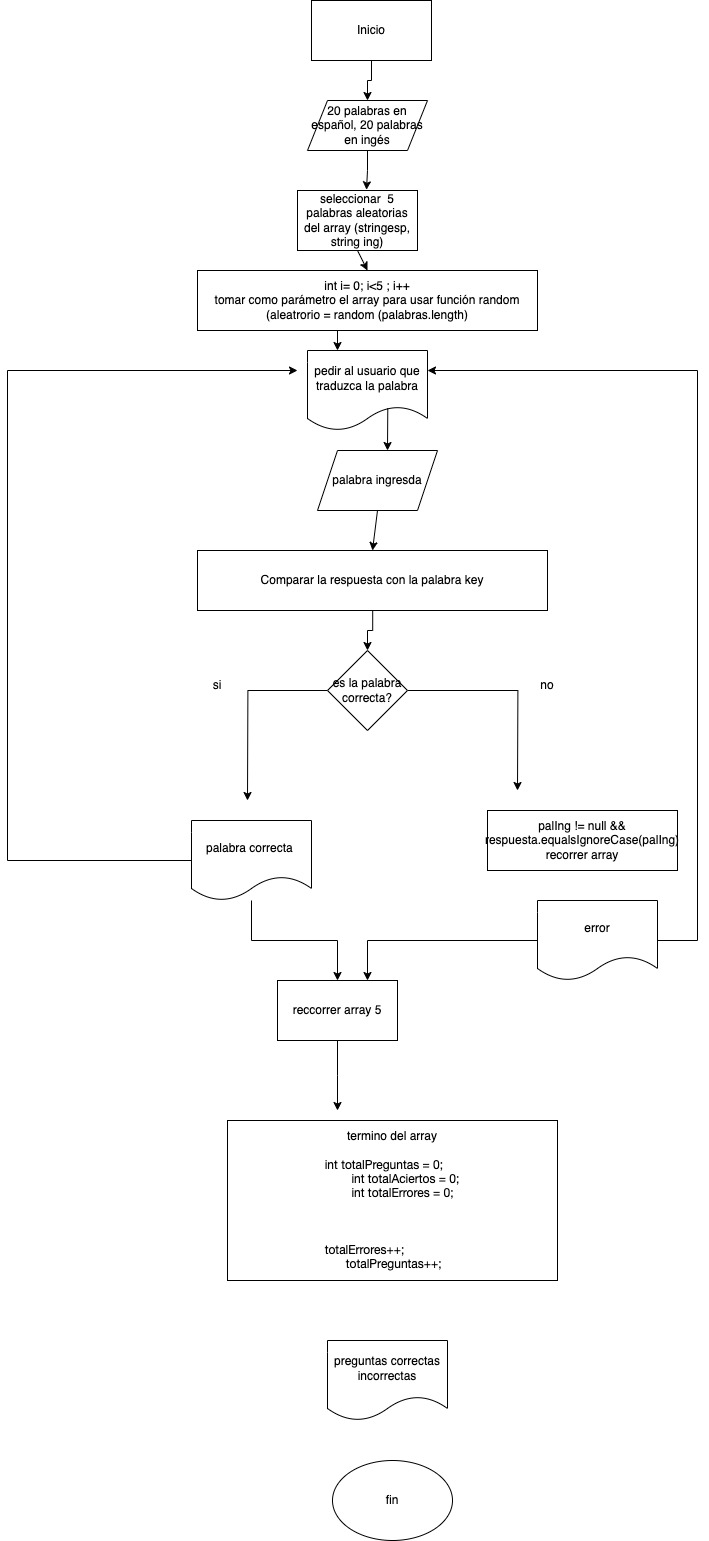 Inicio
20 palabras en
español, 20 palabras
en ingés
seleccionar 5
palabras aleatorias
del array (stringesp,
string ing)
int i= 0; i<5 ; i++
tomar como parámetro el array para usar función random
(aleatrorio = random (palabras.length)
pedir al usuario que
traduzca la palabra
palabra ingresda
Comparar la respuesta con la palabra key
es la palabra
correcta?
si
no
palabra correcta
palIng != null &&
respuesta.equalsIgnoreCase(palIng)
recorrer array
error
reccorrer array 5
termino del array
int totalPreguntas = 0;
int totalAciertos = 0;
int totalErrores = 0;
totalErrores++;
totalPreguntas++;
preguntas correctas
incorrectas
fin